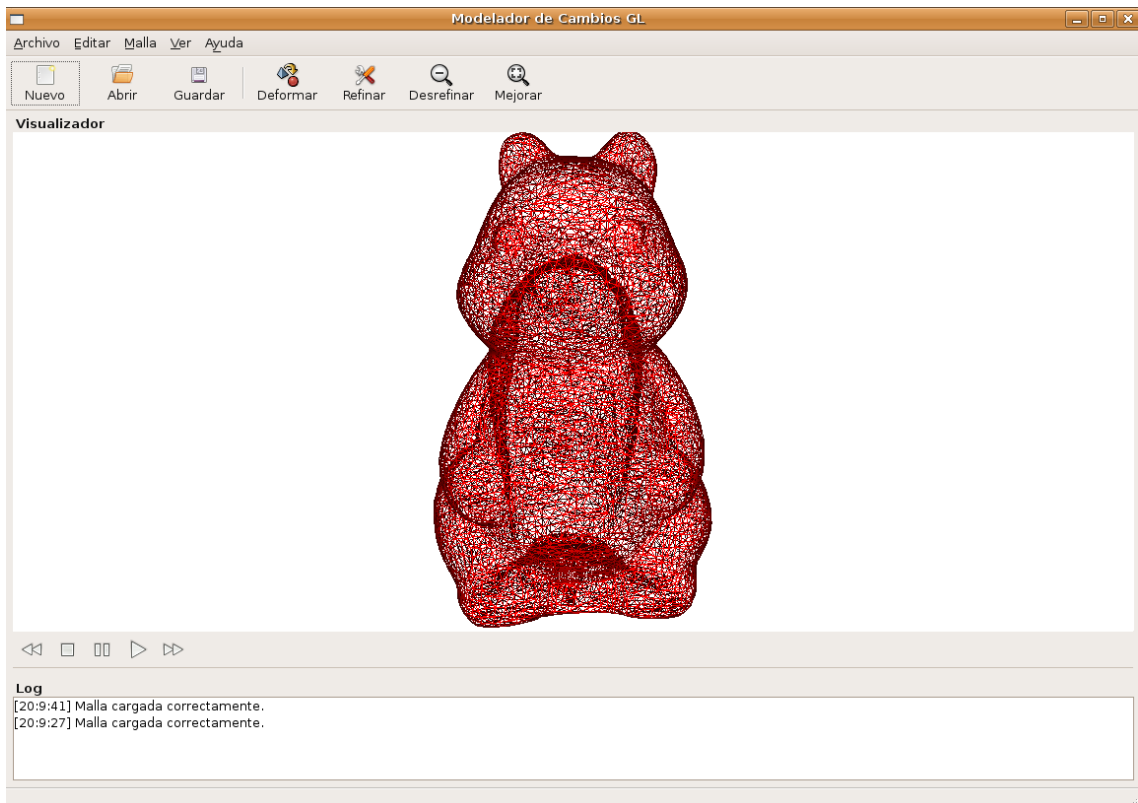 Modelador de Cambios GL
Archivo Editar Malla Ver Ayuda
Nuevo Abrir Guardar Deformar Refinar Desrefinar Mejorar
Visualizador
Log
[20:9:41] Malla cargada correctamente.
[20:9:27] Malla cargada correctamente.